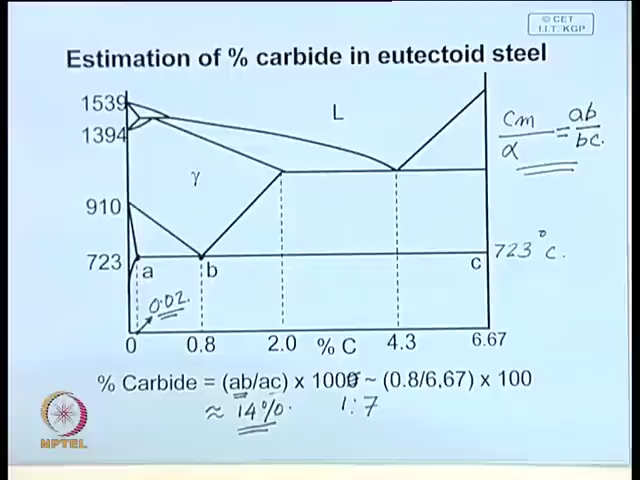 © CET
I.I.T. KGP
Estimation of % carbide in eutectoid steel
1539
L
Cm/α = ab/bc.
1394
γ
910
723
a
b
c
723°c.
0.02
0
0.8
2.0
% C
4.3
6.67
% Carbide = (ab/ac) x 1000 ~ (0.8/6.67) x 100
≈ 14%.
1:7
NPTEL